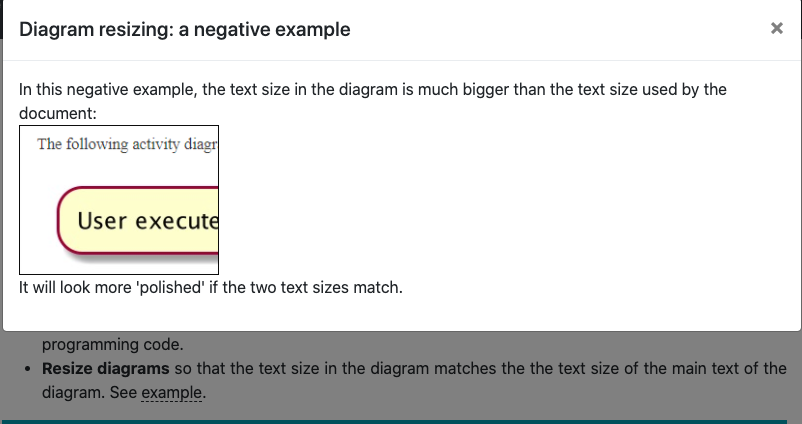 Diagram resizing: a negative example
×
In this negative example, the text size in the diagram is much bigger than the text size used by the
document:
The following activity diagr
User execute
It will look more 'polished' if the two text sizes match.
programming code.
• Resize diagrams so that the text size in the diagram matches the the text size of the main text of the
diagram. See example.